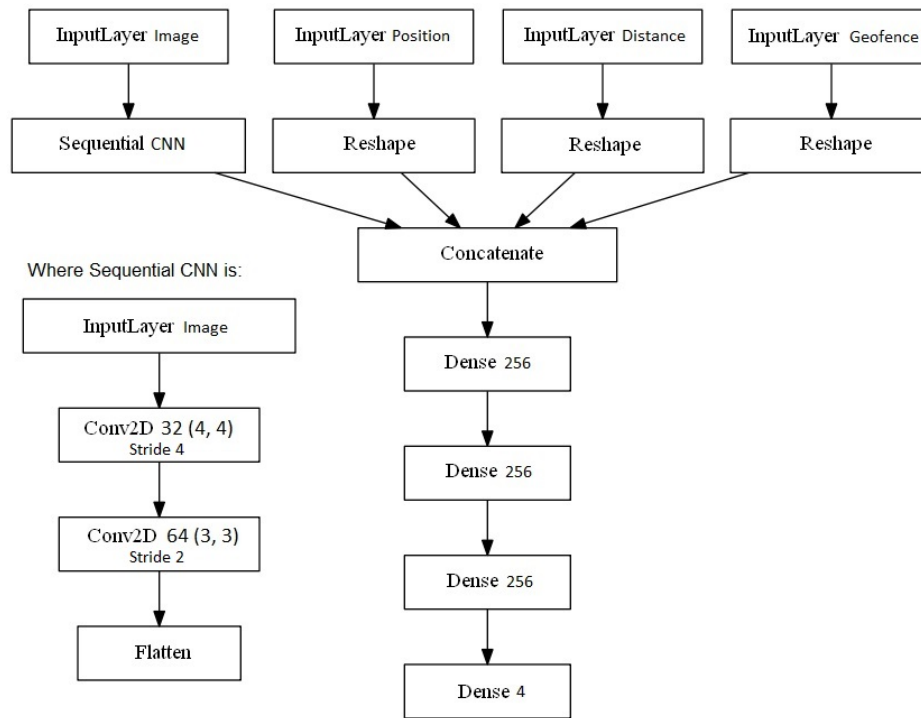 InputLayer Image
InputLayer Position
InputLayer Distance
InputLayer Geofence
Sequential CNN
Reshape
Reshape
Reshape
Concatenate
Where Sequential CNN is:
InputLayer Image
Conv2D 32 (4, 4)
Stride 4
Conv2D 64 (3, 3)
Stride 2
Flatten
Dense 256
Dense 256
Dense 256
Dense 4